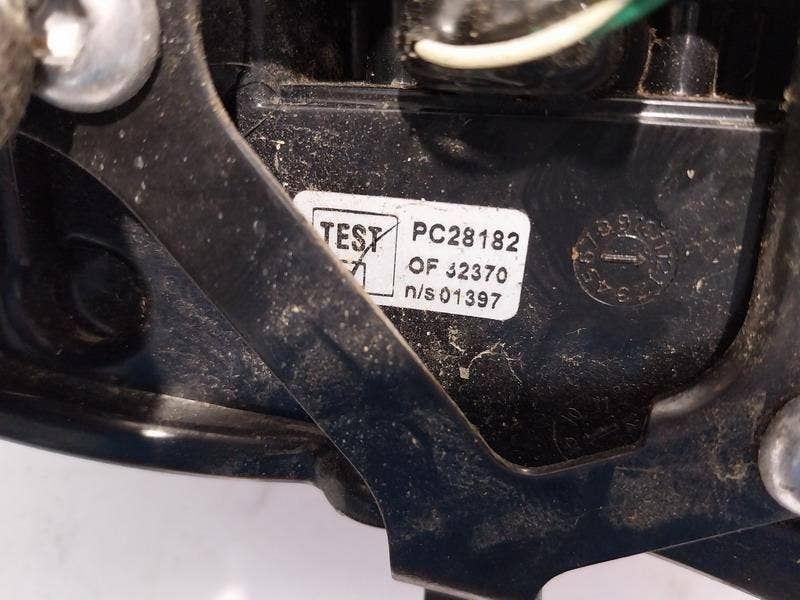 TEST
PC28182
OF 32370
n/s 01397